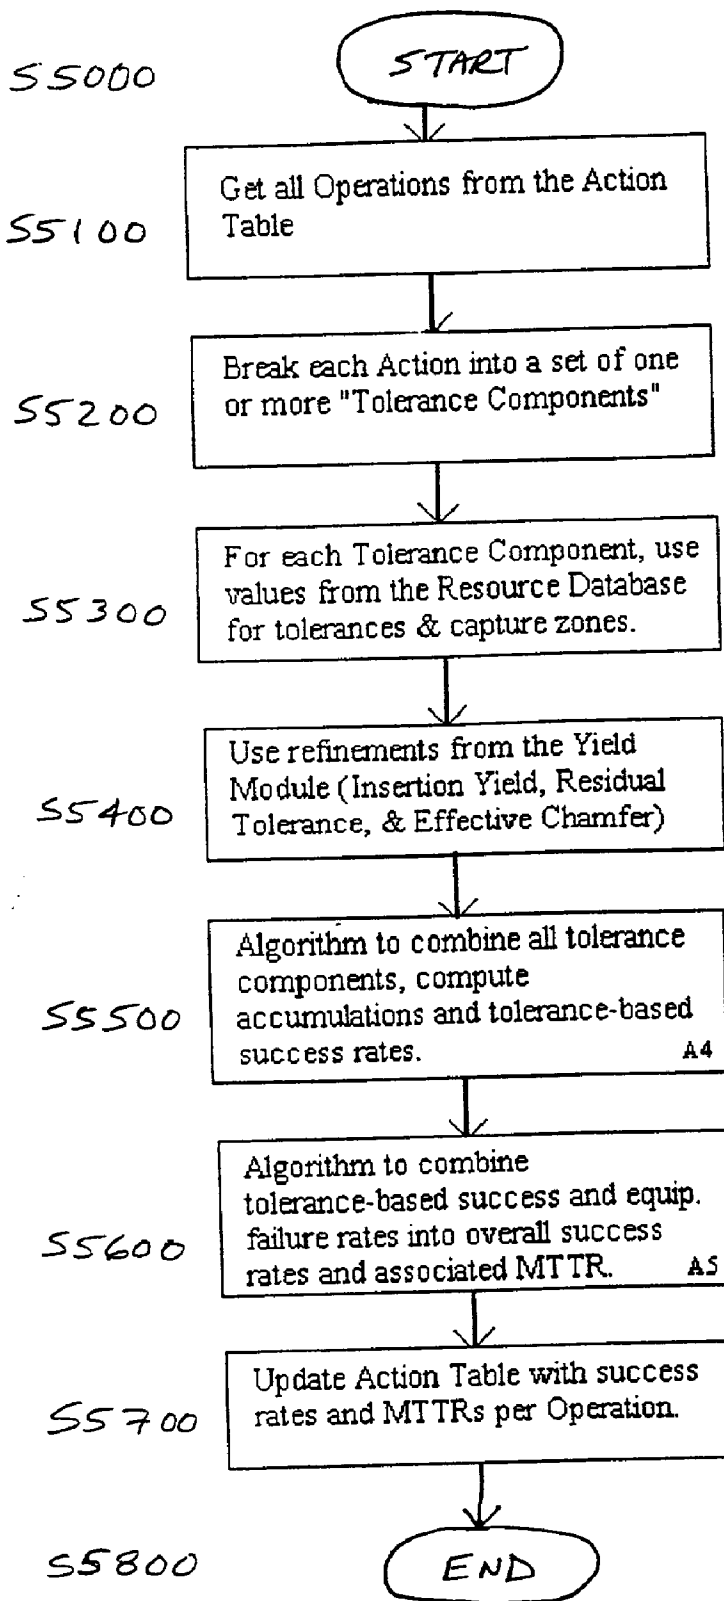 S5000
START
S5100
Get all Operations from the Action
Table
S5200
Break each Action into a set of one
or more "Tolerance Components"
S5300
For each Tolerance Component, use
values from the Resource Database
for tolerances & capture zones.
S5400
Use refinements from the Yield
Module (Insertion Yield, Residual
Tolerance, & Effective Chamfer)
S5500
Algorithm to combine all tolerance
components, compute
accumulations and tolerance-based
success rates. A4
S5600
Algorithm to combine
tolerance-based success and equip.
failure rates into overall success
rates and associated MTTR. A5
S5700
Update Action Table with success
rates and MTTRs per Operation.
S5800
END